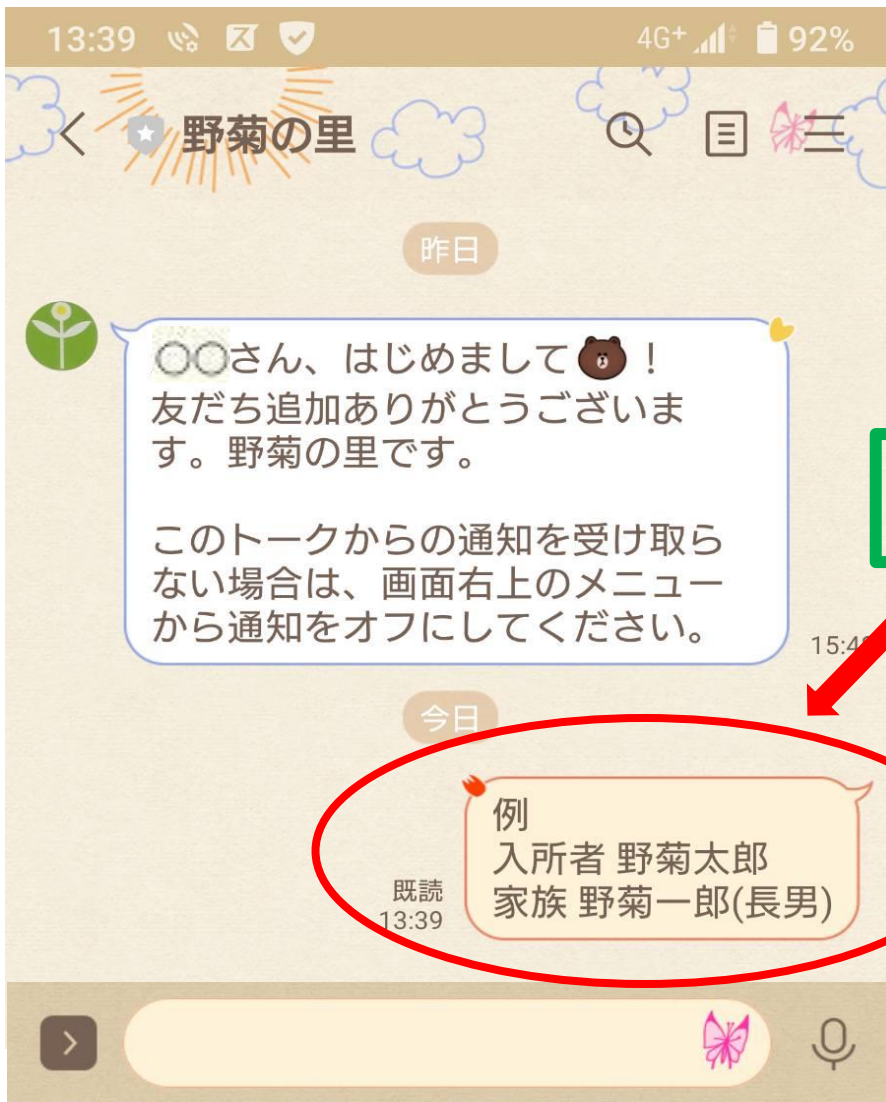 13:39 4G+ 92%
野菊の里
昨日
〇〇さん、はじめまして！
友だち追加ありがとうございま
す。野菊の里です。
このトークからの通知を受け取ら
ない場合は、画面右上のメニュー
から通知をオフにしてください。
今日
例
入所者 野菊太郎
家族 野菊一郎(長男)
既読
13:39